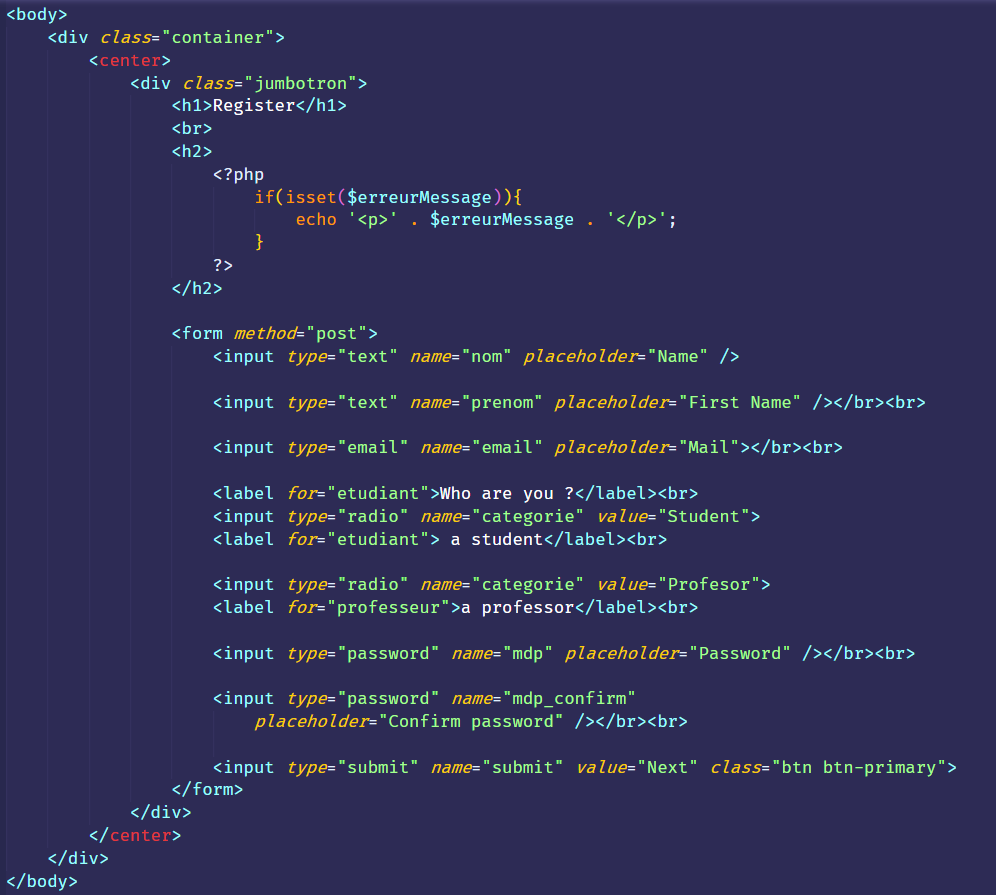 <body>
<div class="container">
<center>
<div class="jumbotron">
<h1>Register</h1>
<br>
<h2>
<?php
if(isset($erreurMessage)){
echo '<p>' . $erreurMessage . '</p>';
}
?>
</h2>
<form method="post">
<input type="text" name="nom" placeholder="Name" />
<input type="text" name="prenom" placeholder="First Name" /></br><br>
<input type="email" name="email" placeholder="Mail"></br><br>
<label for="etudiant">Who are you ?</label><br>
<input type="radio" name="categorie" value="Student">
<label for="etudiant"> a student</label><br>
<input type="radio" name="categorie" value="Profesor">
<label for="professeur">a professor</label><br>
<input type="password" name="mdp" placeholder="Password" /></br><br>
<input type="password" name="mdp_confirm"
placeholder="Confirm password" /></br><br>
<input type="submit" name="submit" value="Next" class="btn btn-primary">
</form>
</div>
</center>
</div>
</body>